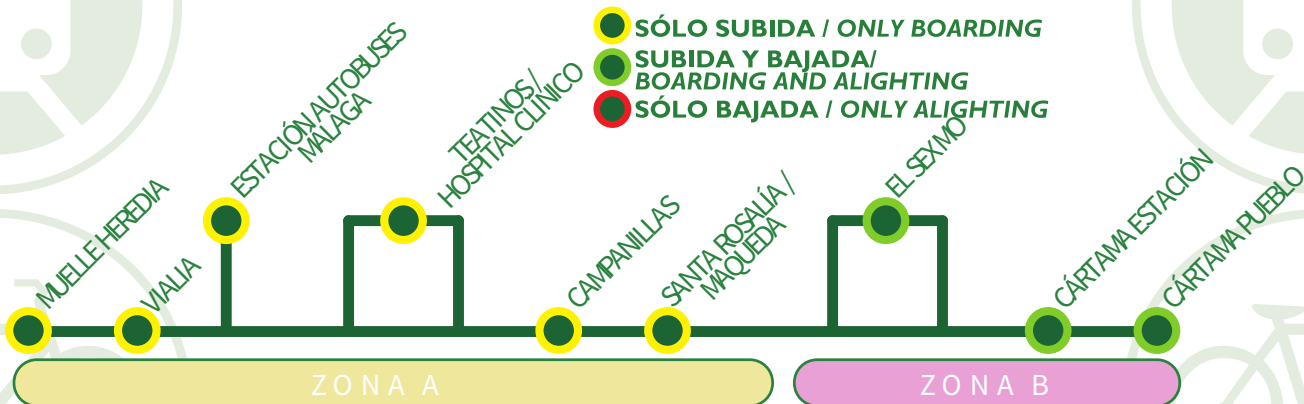 SÓLO SUBIDA / ONLY BOARDING
SUBIDA Y BAJADA/
BOARDING AND ALIGHTING
SÓLO BAJADA / ONLY ALIGHTING
MUELLE HEREDIA
VIALIA
ESTACIÓN AUTOBUSES
MÁLAGA
TEATINOS /
HOSPITAL CLÍNICO
CAMPANILLAS
SANTA ROSALÍA /
MAQUEDA
EL SEXMO
CÁRTAMA ESTACIÓN
CÁRTAMA PUEBLO
ZONA A
ZONA B